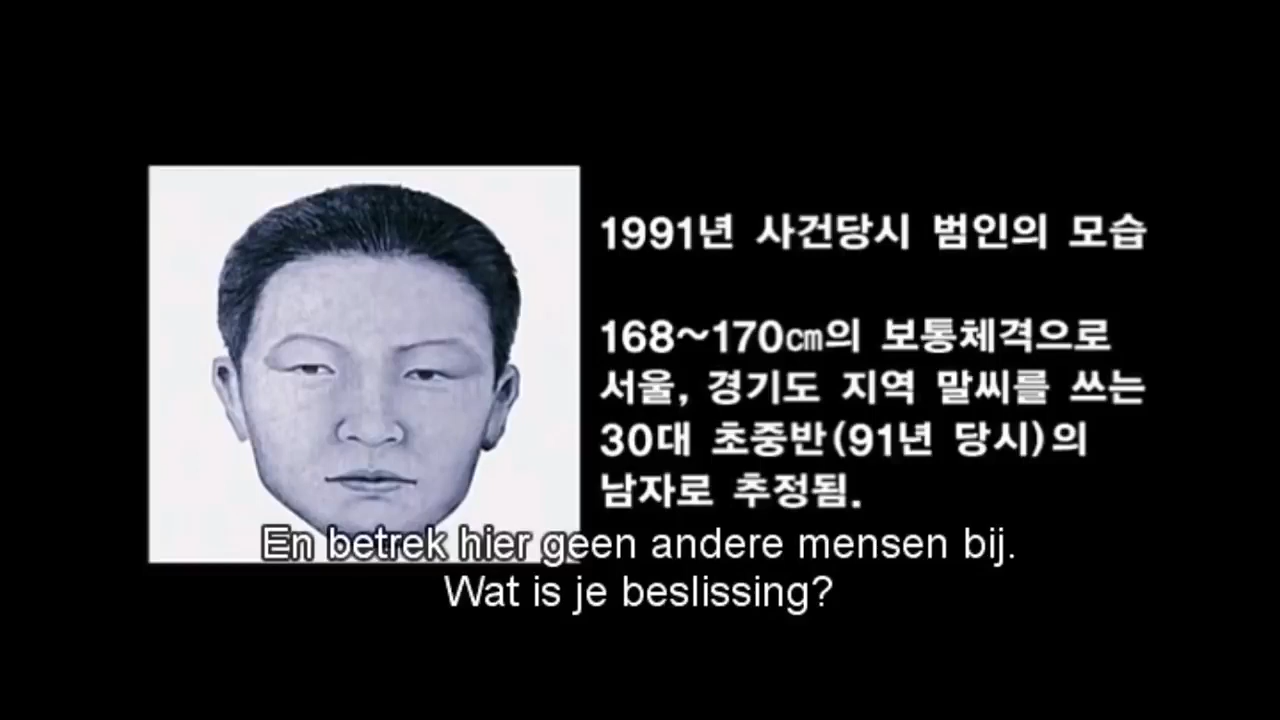 1991년 사건당시 범인의 모습
168~170㎝의 보통체격으로
서울, 경기도 지역 말씨를 쓰는
30대 초중반(91년 당시)의
남자로 추정됨.
En betrek hier geen andere mensen bij.
Wat is je beslissing?